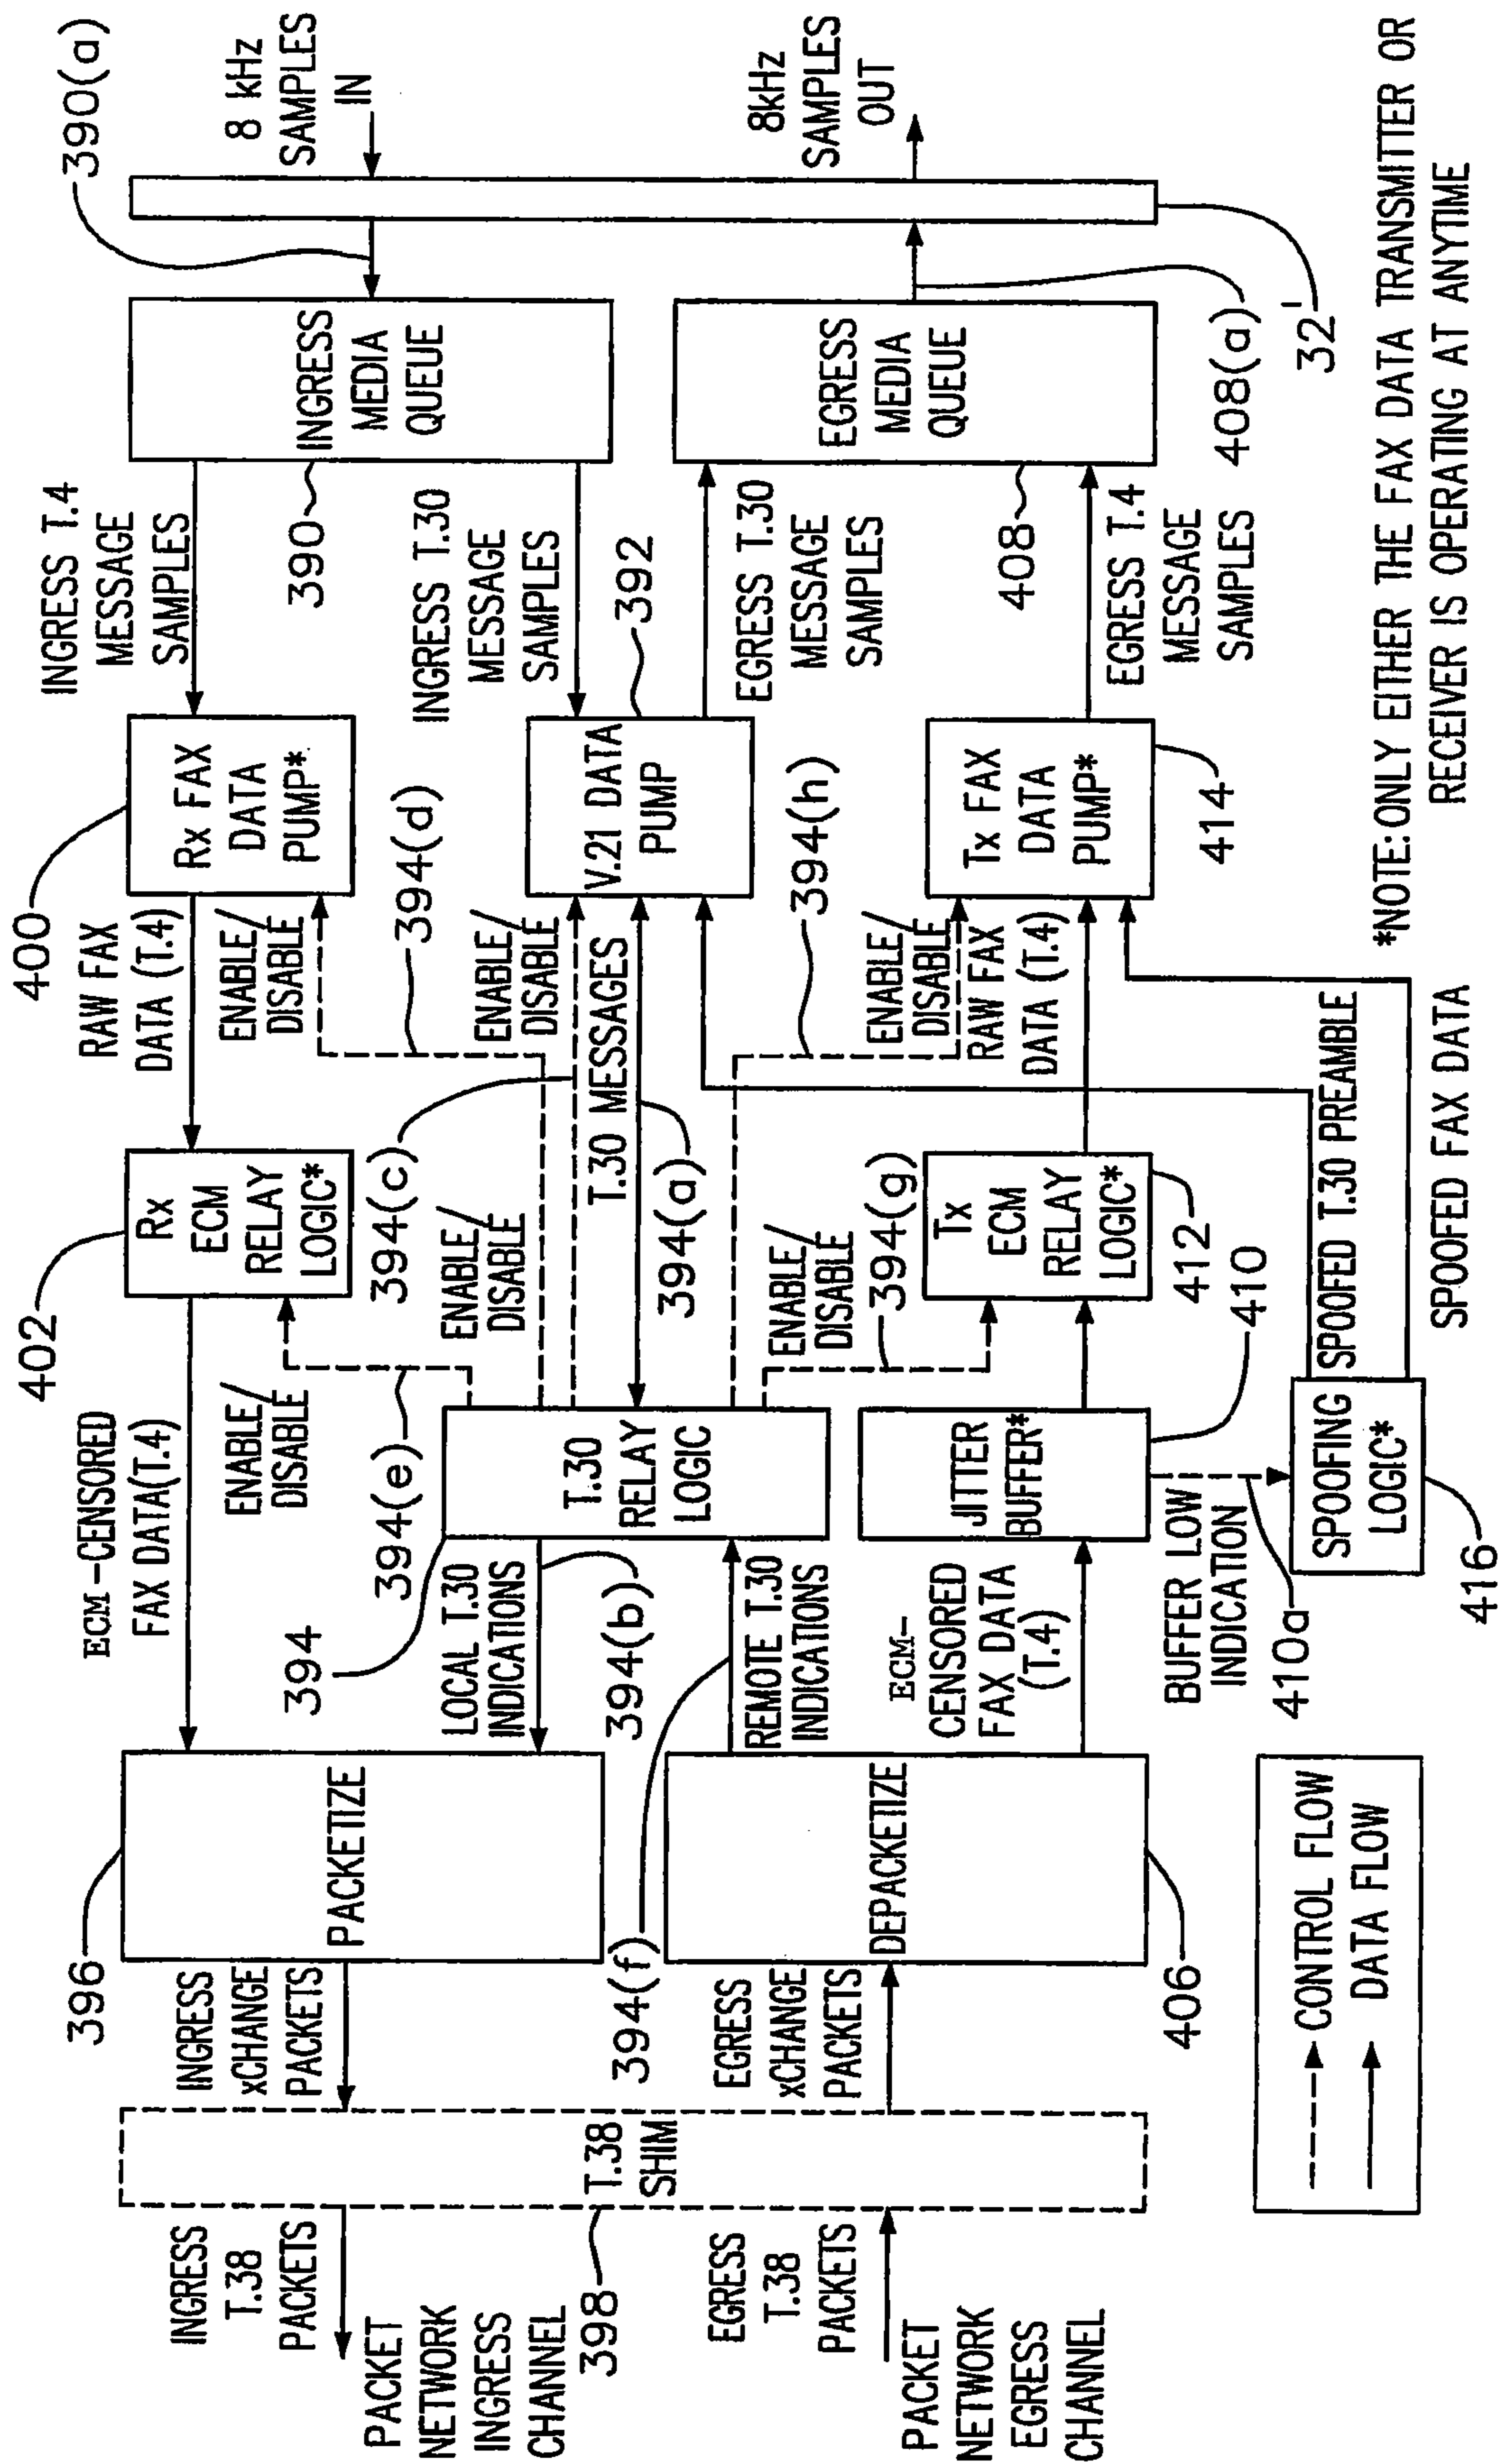 8 kHz
SAMPLES
IN
390(a)
8kHz
SAMPLES
OUT
INGRESS
MEDIA
QUEUE
390
EGRESS
MEDIA
QUEUE
408
408(a)
32'
INGRESS T.4
MESSAGE
SAMPLES
INGRESS T.30
MESSAGE
SAMPLES
EGRESS T.30
MESSAGE
SAMPLES
EGRESS T.4
MESSAGE
SAMPLES
400
Rx FAX
DATA
PUMP*
392
V.21 DATA
PUMP
Tx FAX
DATA
PUMP*
414
RAW FAX
DATA (T.4)
ENABLE/
DISABLE
394(d)
ENABLE/
DISABLE
394(c)
T.30 MESSAGES
394(a)
394(h)
ENABLE/
DISABLE
RAW FAX
DATA (T.4)
402
Rx
ECM
RELAY
LOGIC*
ENABLE/
DISABLE
ENABLE/
DISABLE
394(g)
Tx
ECM
RELAY
LOGIC*
412
410
ECM-CENSORED
FAX DATA(T.4)
ENABLE/
DISABLE
394(e)
T.30
RELAY
LOGIC
394
JITTER
BUFFER*
SPOOFED T.30 PREAMBLE
SPOOFED FAX DATA
SPOOFING
LOGIC*
416
LOCAL T.30
INDICATIONS
394(b)
REMOTE T.30
INDICATIONS
394(f)
ECM-
CENSORED
FAX DATA
(T.4)
BUFFER LOW
INDICATION
410a
396
PACKETIZE
DEPACKETIZE
406
INGRESS
xCHANGE
PACKETS
EGRESS
xCHANGE
PACKETS
T.38
SHIM
398
INGRESS
T.38
PACKETS
EGRESS
T.38
PACKETS
PACKET
NETWORK
INGRESS
CHANNEL
PACKET
NETWORK
EGRESS
CHANNEL
CONTROL FLOW
DATA FLOW
*NOTE: ONLY EITHER THE FAX DATA TRANSMITTER OR
RECEIVER IS OPERATING AT ANYTIME